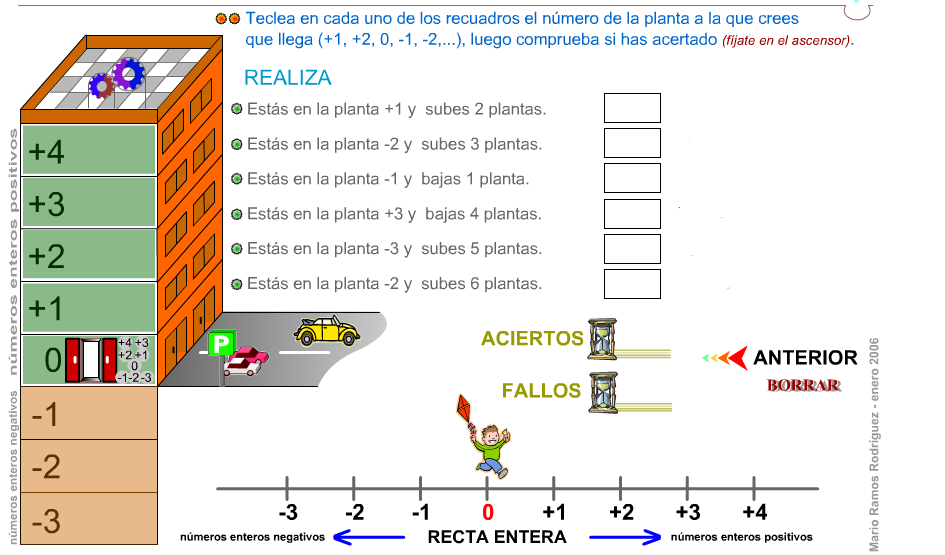 Teclea en cada uno de los recuadros el número de la planta a la que crees
que llega (+1, +2, 0, -1, -2,...), luego comprueba si has acertado (fíjate en el ascensor).
REALIZA
Estás en la planta +1 y subes 2 plantas.
Estás en la planta -2 y subes 3 plantas.
Estás en la planta -1 y bajas 1 planta.
Estás en la planta +3 y bajas 4 plantas.
Estás en la planta -3 y subes 5 plantas.
Estás en la planta -2 y subes 6 plantas.
números enteros positivos
+4
+3
+2
+1
0
+4 +3
+2 +1
0
-1-2-3
números enteros negativos
-1
-2
-3
P
ACIERTOS
FALLOS
ANTERIOR
BORRAR
-3 -2 -1 0 +1 +2 +3 +4
números enteros negativos RECTA ENTERA números enteros positivos
Mario Ramos Rodríguez - enero 2006